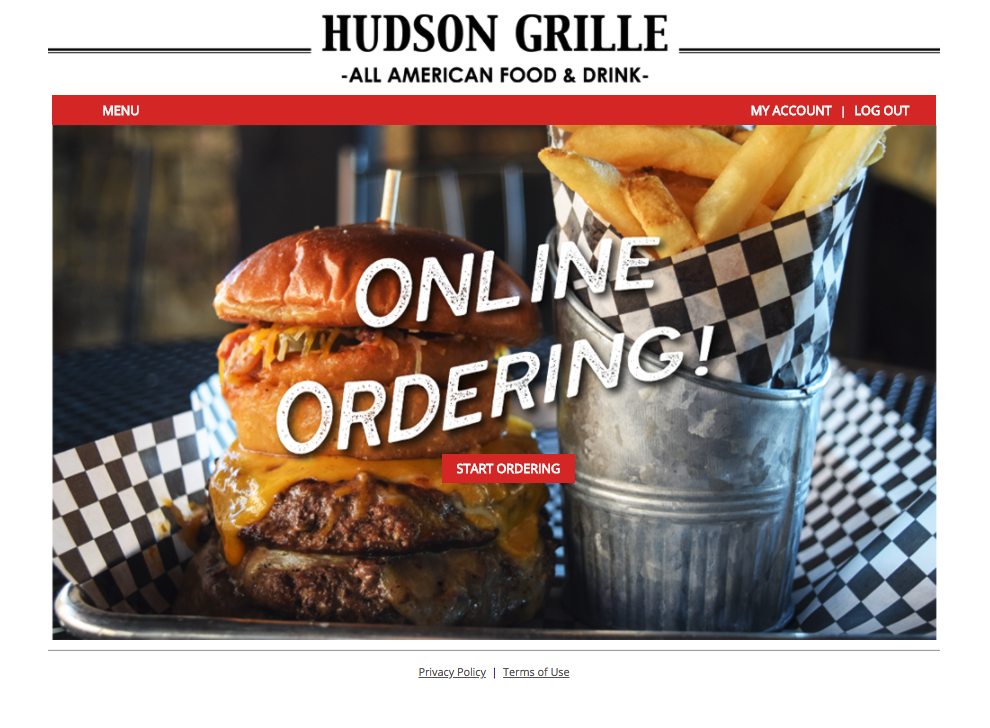 HUDSON GRILLE
-ALL AMERICAN FOOD & DRINK-
MENU
MY ACCOUNT | LOG OUT
ONLINE
ORDERING!
START ORDERING
Privacy Policy | Terms of Use